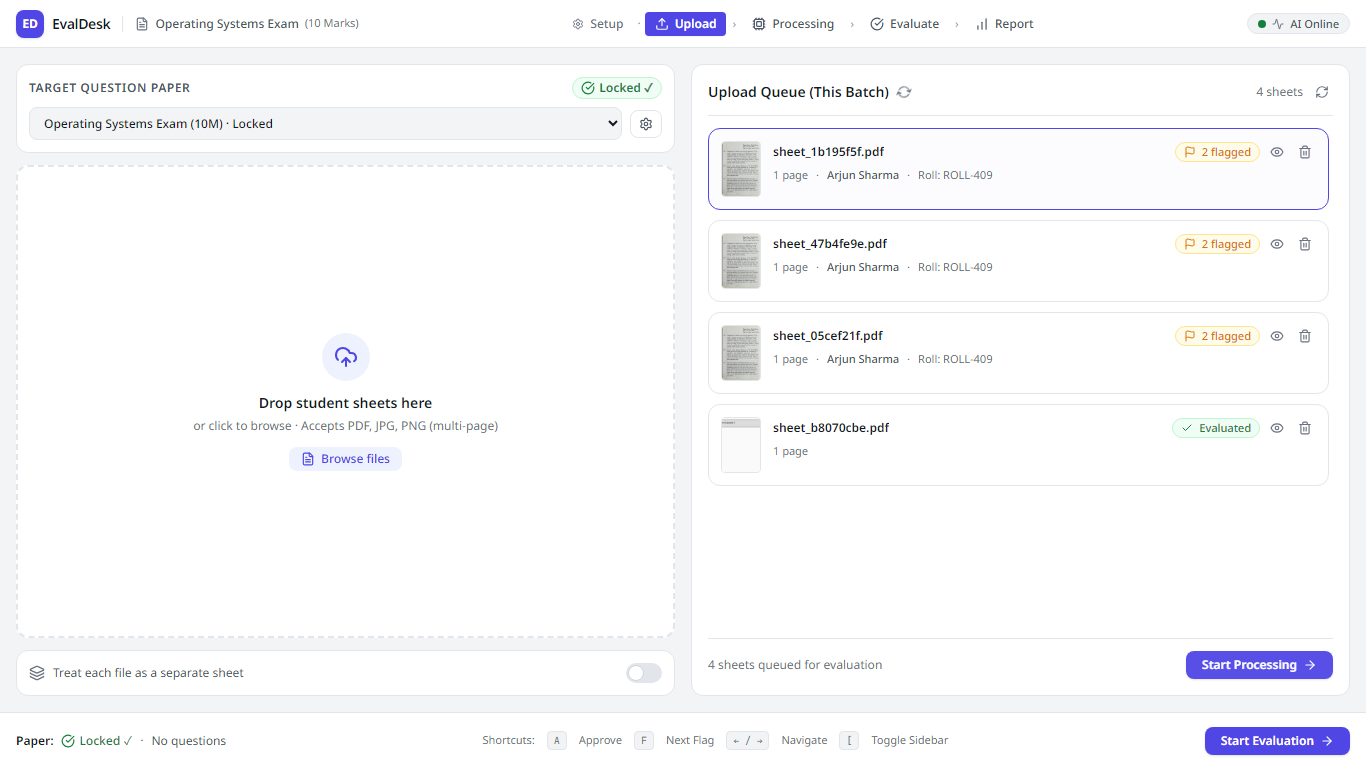 ED EvalDesk Operating Systems Exam (10 Marks) Setup · Upload › Processing › Evaluate › Report AI Online
TARGET QUESTION PAPER Locked ✓
Operating Systems Exam (10M) · Locked
Drop student sheets here
or click to browse · Accepts PDF, JPG, PNG (multi-page)
Browse files
Treat each file as a separate sheet
Upload Queue (This Batch) 4 sheets
sheet_1b195f5f.pdf 2 flagged
1 page · Arjun Sharma · Roll: ROLL-409
sheet_47b4fe9e.pdf 2 flagged
1 page · Arjun Sharma · Roll: ROLL-409
sheet_05cef21f.pdf 2 flagged
1 page · Arjun Sharma · Roll: ROLL-409
sheet_b8070cbe.pdf Evaluated
1 page
4 sheets queued for evaluation Start Processing →
Paper: Locked ✓ · No questions Shortcuts: A Approve F Next Flag ← / → Navigate [ Toggle Sidebar Start Evaluation →